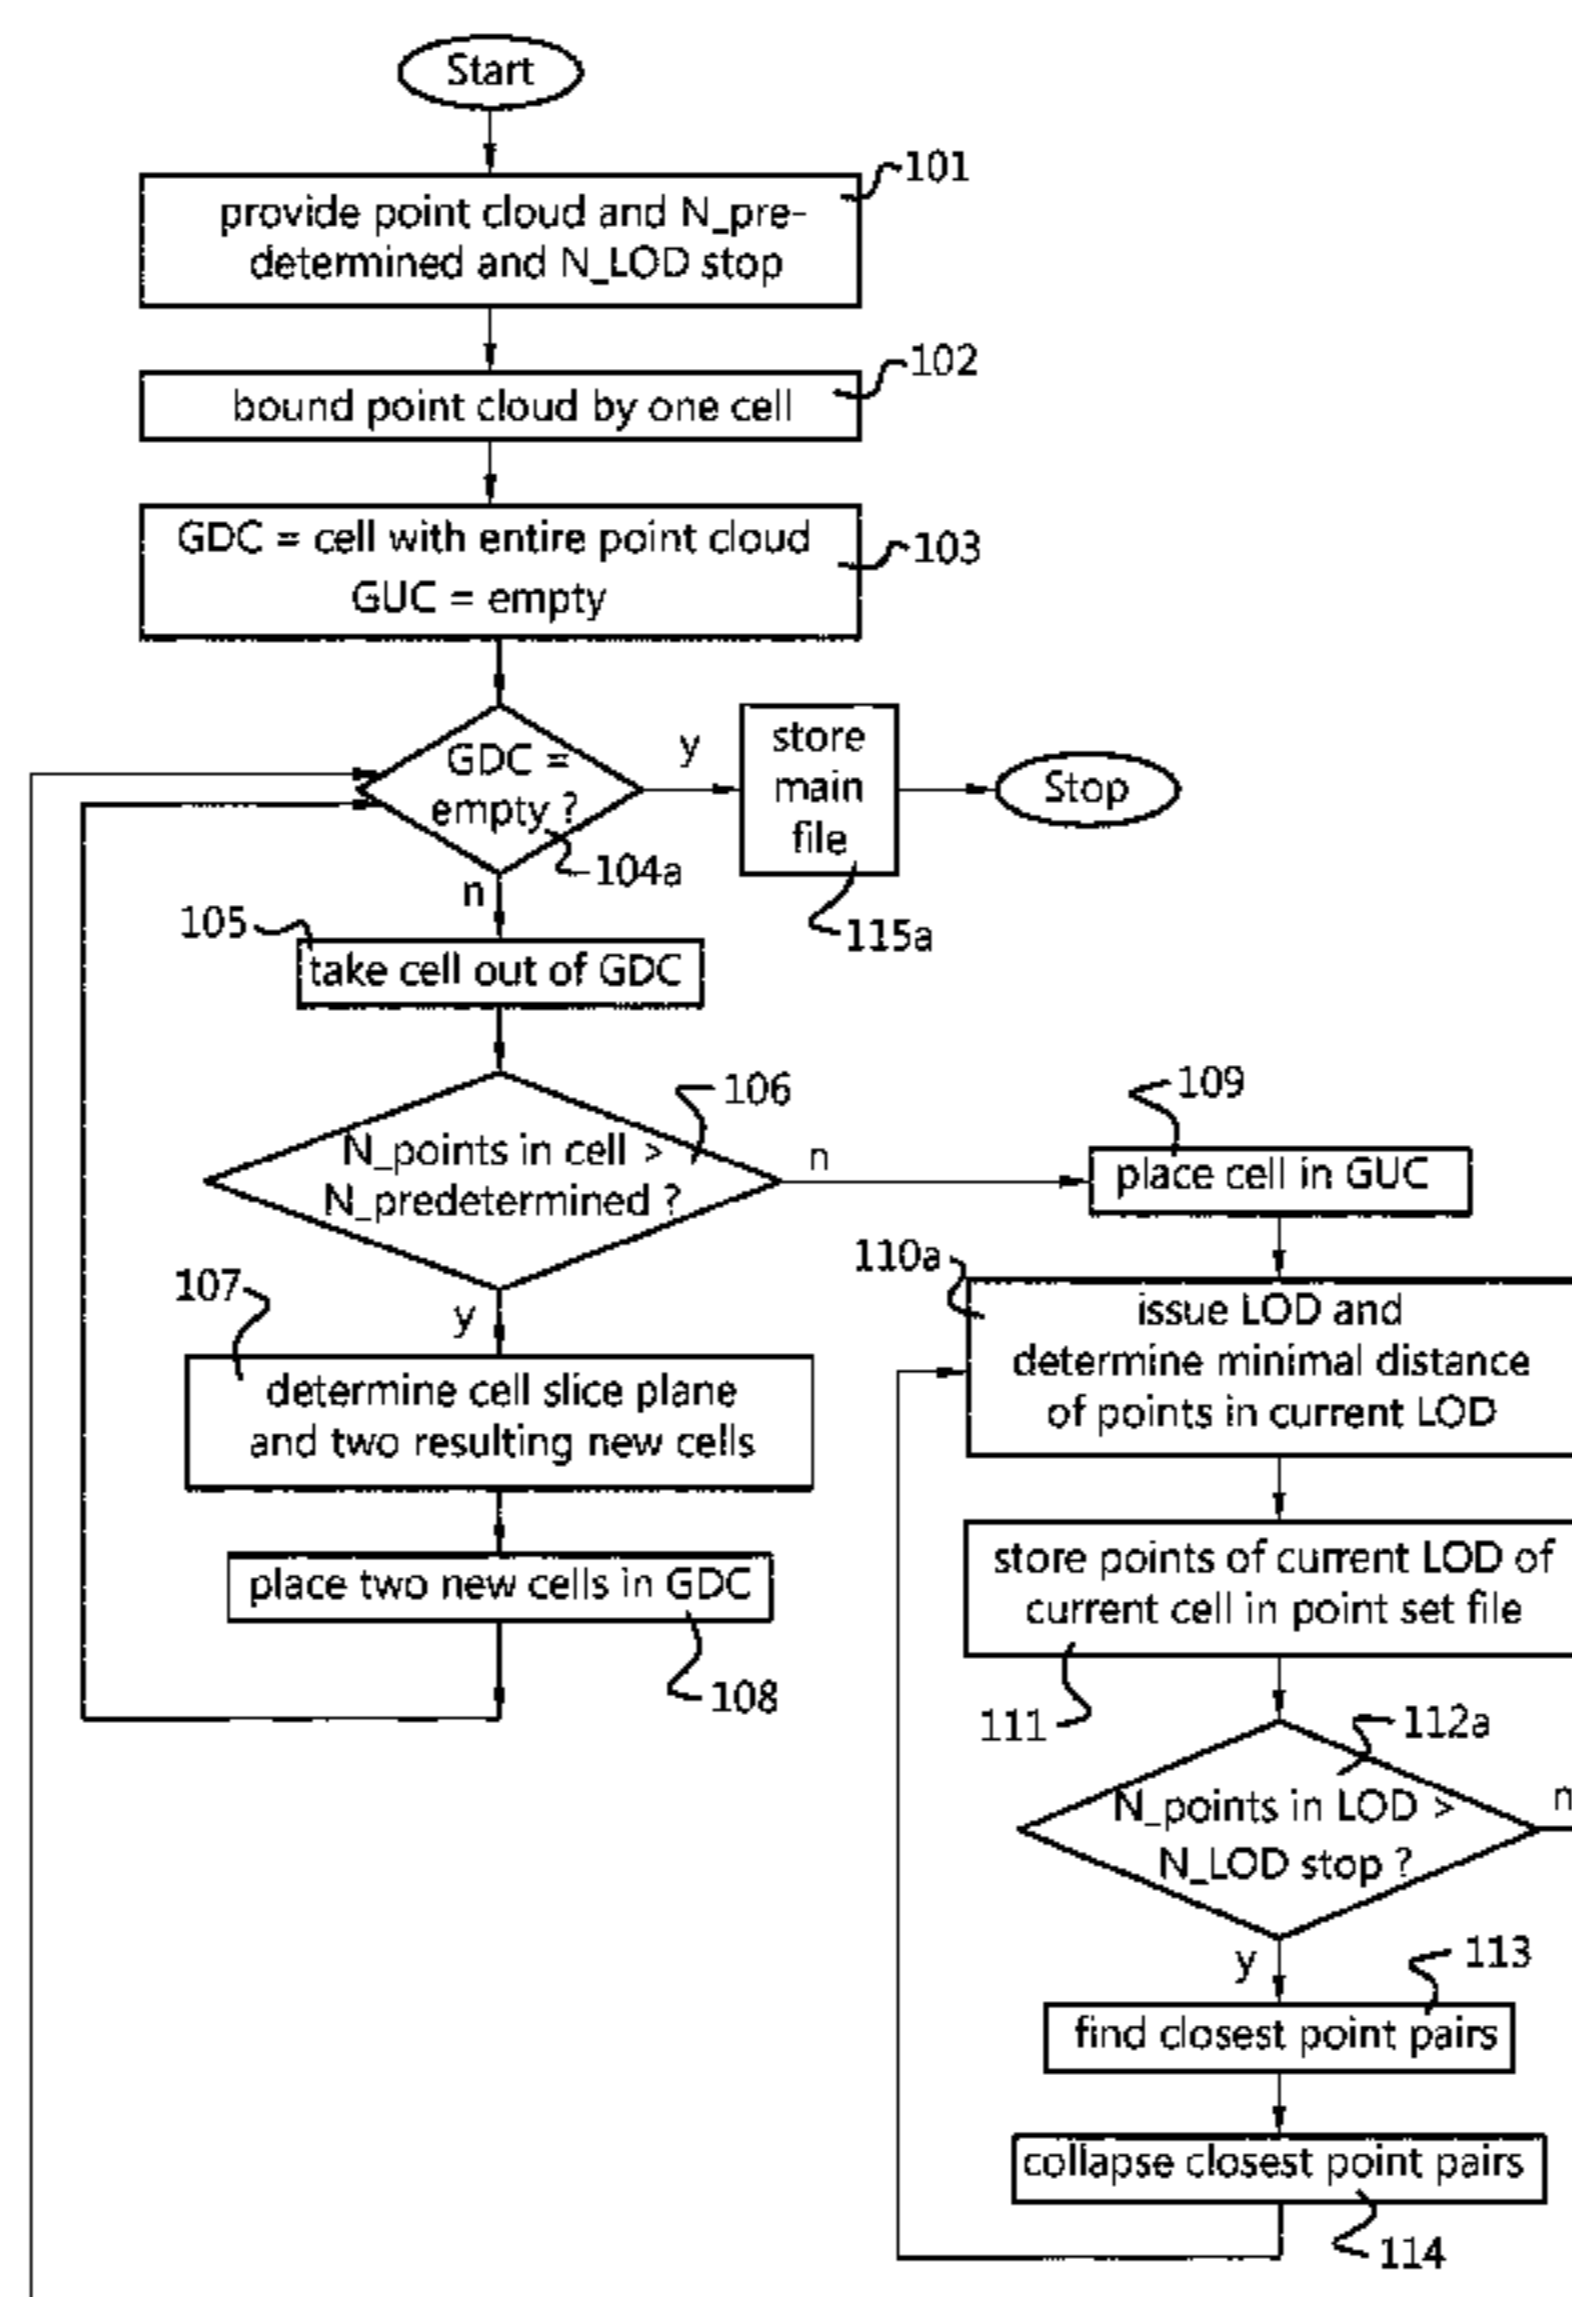 Start
101
provide point cloud and N_pre-
determined and N_LOD stop
102
bound point cloud by one cell
GDC = cell with entire point cloud
103
GUC = empty
GDC =
empty ?
104a
y
store
main
file
115a
Stop
n
105
take cell out of GDC
106
N_points in cell >
N_predetermined ?
n
109
place cell in GUC
y
107
determine cell slice plane
and two resulting new cells
place two new cells in GDC
108
110a
issue LOD and
determine minimal distance
of points in current LOD
store points of current LOD of
current cell in point set file
111
112a
N_points in LOD >
N_LOD stop ?
n
y
113
find closest point pairs
collapse closest point pairs
114